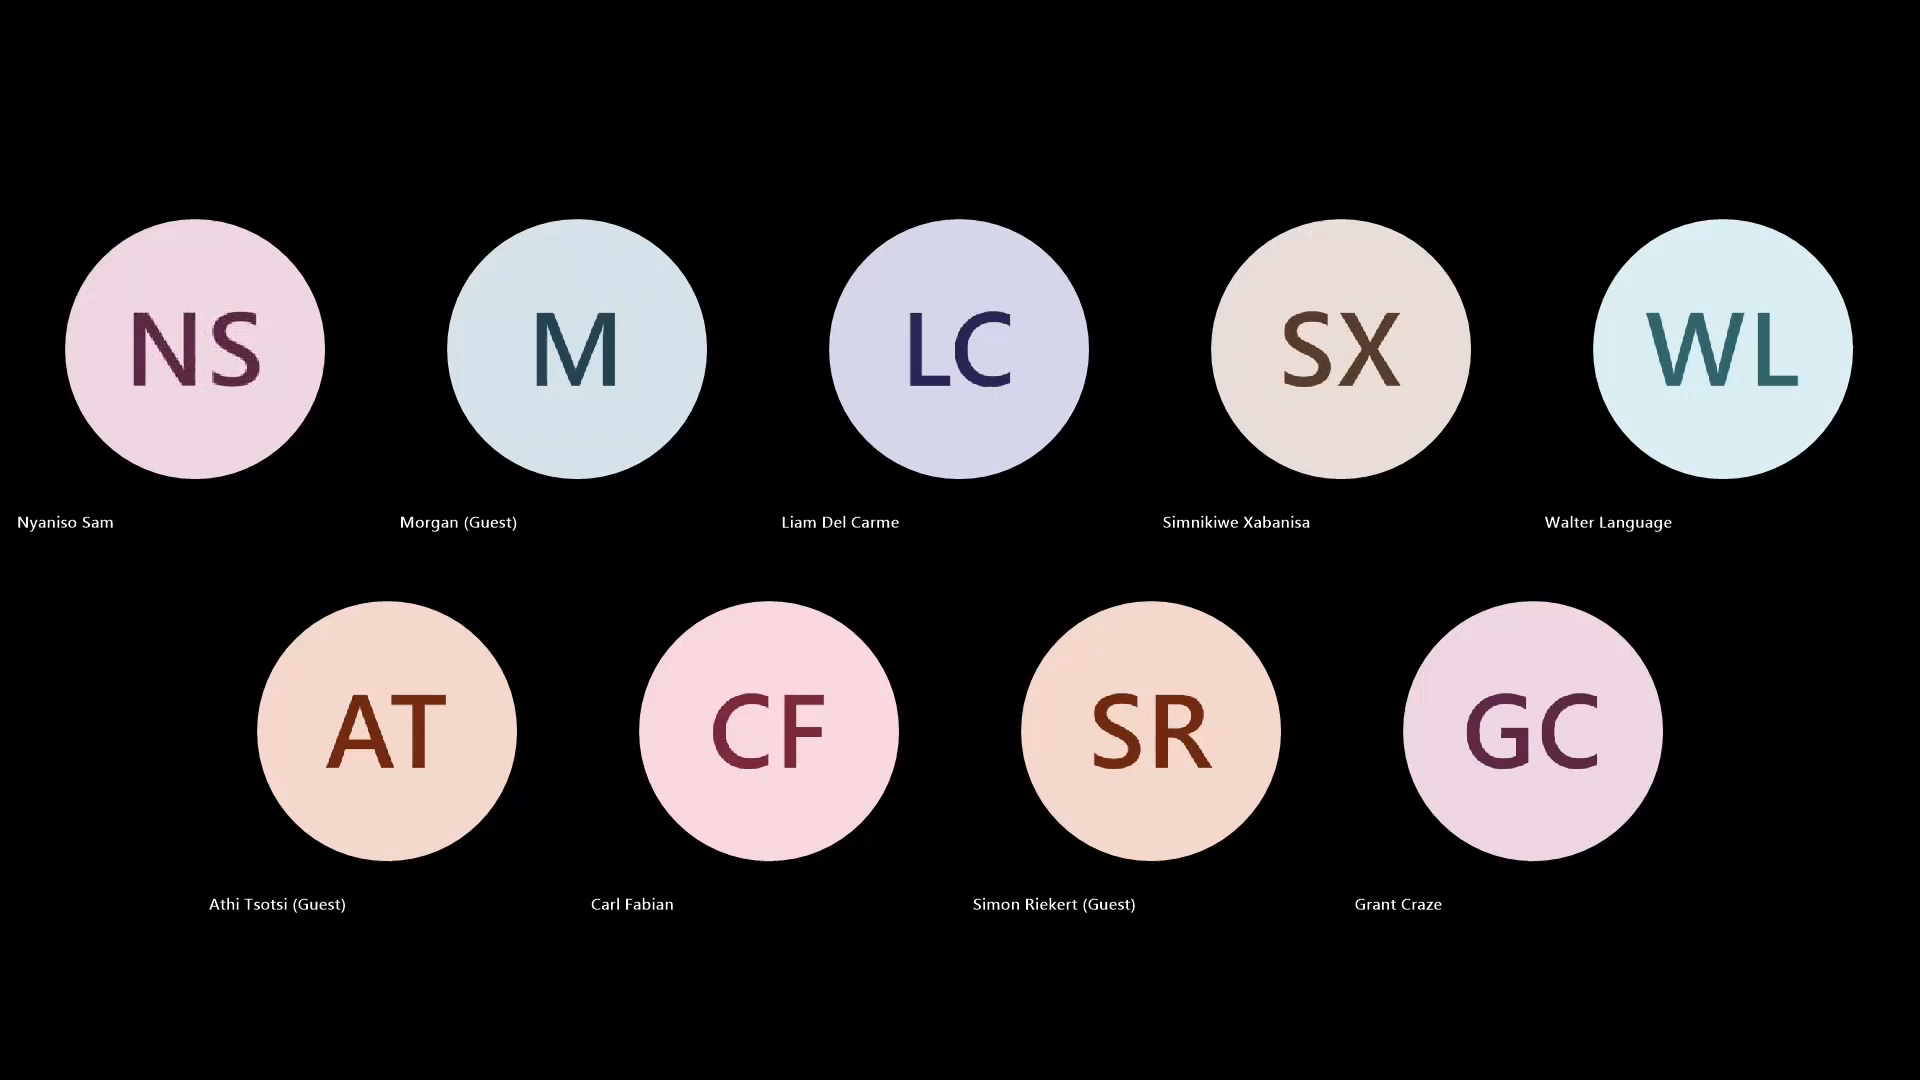 NS
M
LC
SX
WL
Nyaniso Sam
Morgan (Guest)
Liam Del Carme
Simnikiwe Xabanisa
Walter Language
AT
CF
SR
GC
Athi Tsotsi (Guest)
Carl Fabian
Simon Riekert (Guest)
Grant Craze